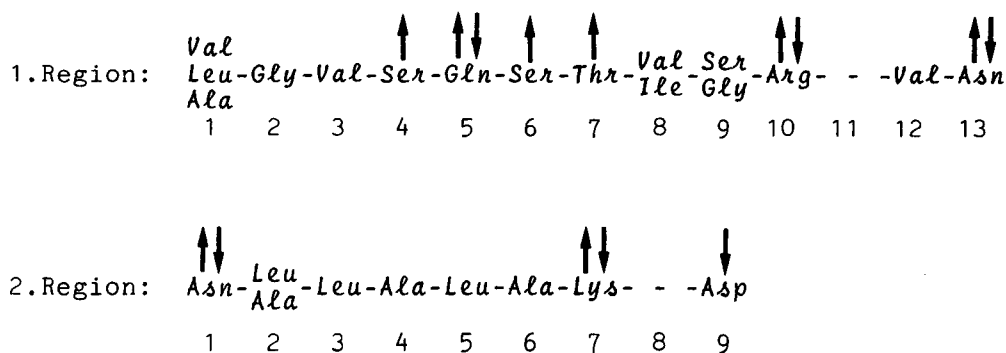 Val
1.Region: Leu-Gly-Val-Ser-Gln-Ser-Thr-Val-Ser-Arg- - -Val-Asn
Ala Ile Gly
1 2 3 4 5 6 7 8 9 10 11 12 13
Leu
2.Region: Asn-Ala-Leu-Ala-Leu-Ala-Lys- - -Asp
1 2 3 4 5 6 7 8 9